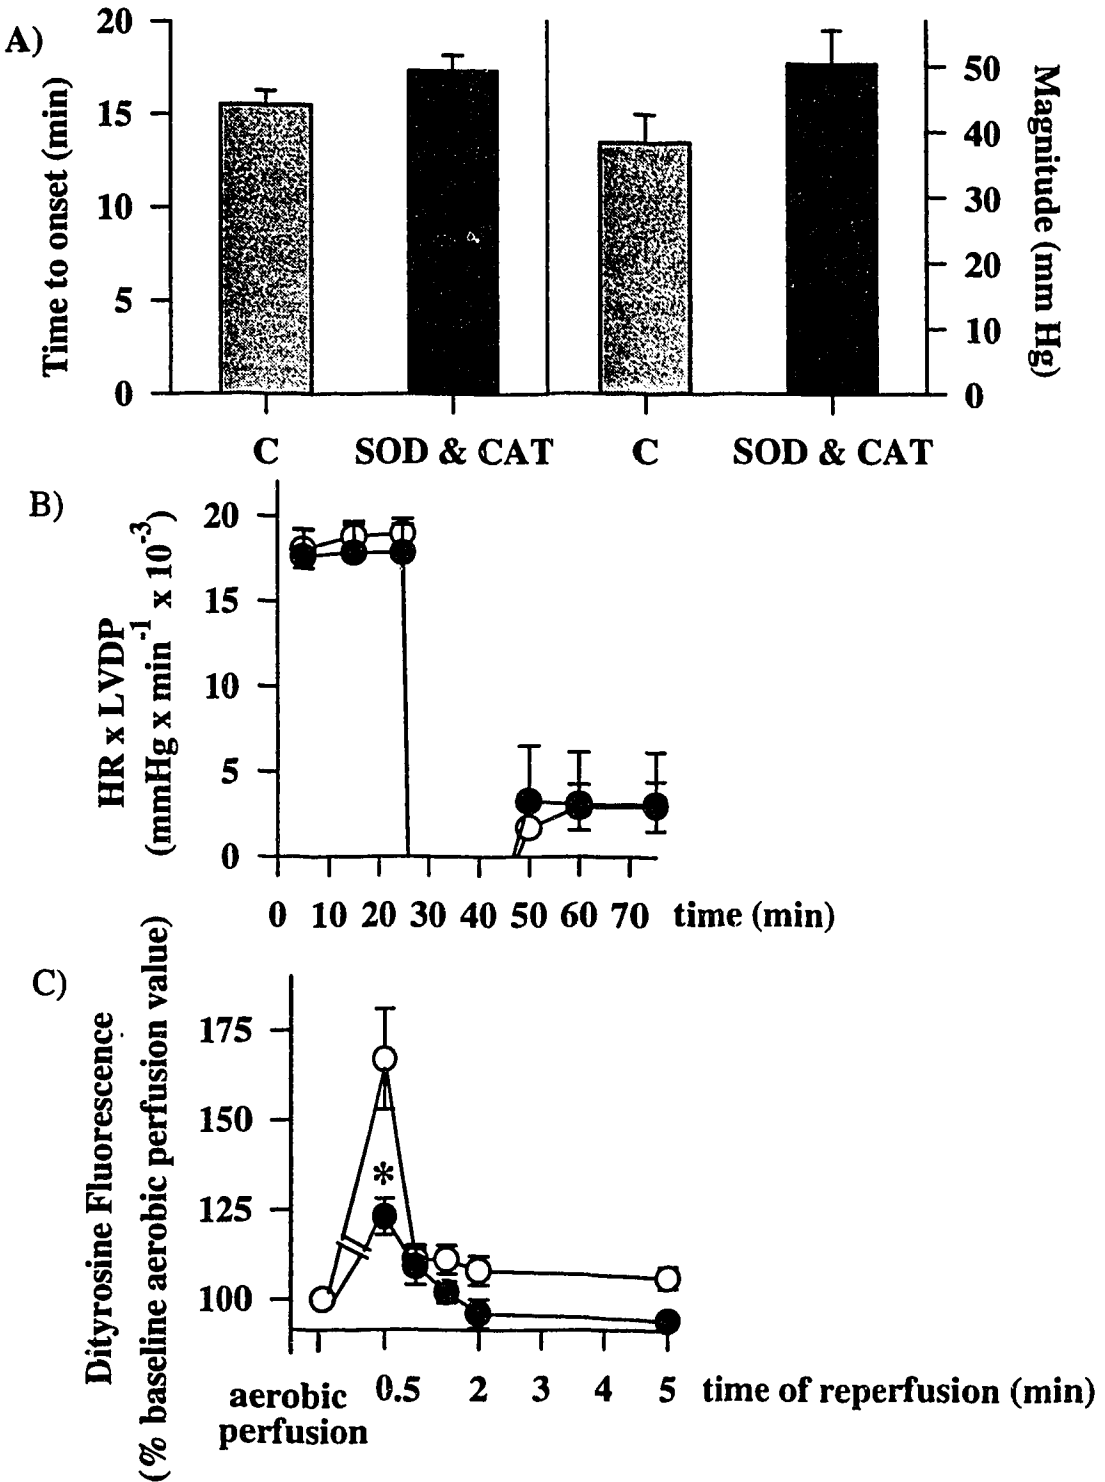 A)
Time to onset (min)
20
15
10
5
0
50
40
30
20
10
0
Magnitude (mm Hg)
C SOD & CAT C SOD & CAT
B)
HR x LVDP
(mmHg x min-1 x 10-3)
20
15
10
5
0
0 10 20 30 40 50 60 70 time (min)
C)
Dityrosine Fluorescence
(% baseline aerobic perfusion value)
175
150
125
100
*
aerobic
perfusion
0.5 2 3 4 5 time of reperfusion (min)